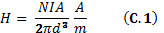 H = NIA / 2πd³ A/m (C.1)